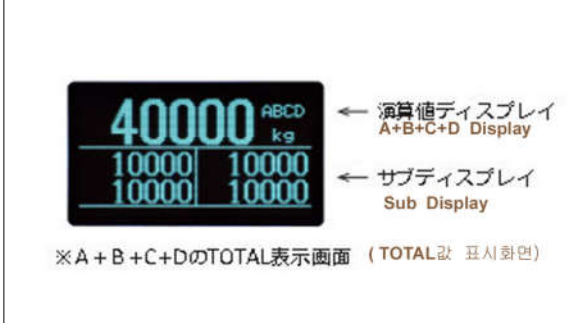 40000 ABCD
kg
10000 10000
10000 10000
← 演算値ディスプレイ
A+B+C+D Display
← サブディスプレイ
Sub Display
※A+B+C+DのTOTAL表示画面 (TOTAL값 표시화면)